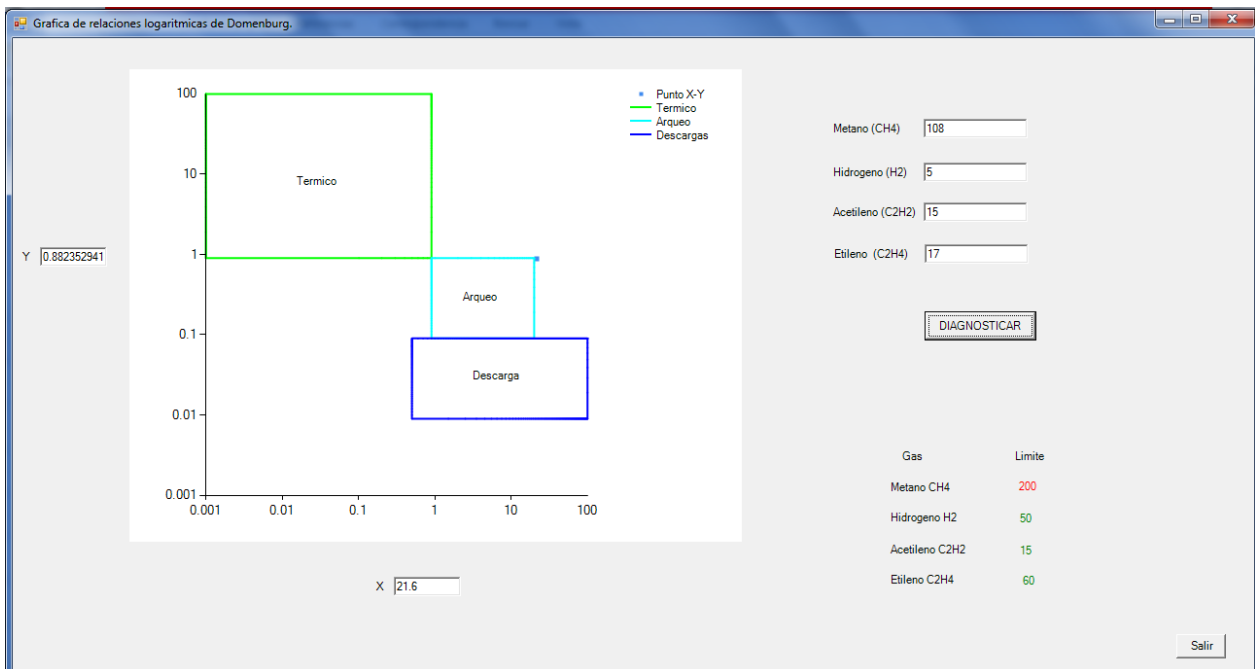 Grafica de relaciones logaritmicas de Domenburg.
Punto X-Y
Termico
Arqueo
Descargas
100
10
1
0.1
0.01
0.001
0.001
0.01
0.1
1
10
100
Termico
Arqueo
Descarga
Y 0.882352941
X 21.6
Metano (CH4) 108
Hidrogeno (H2) 5
Acetileno (C2H2) 15
Etileno (C2H4) 17
DIAGNOSTICAR
Gas Limite
Metano CH4 200
Hidrogeno H2 50
Acetileno C2H2 15
Etileno C2H4 60
Salir